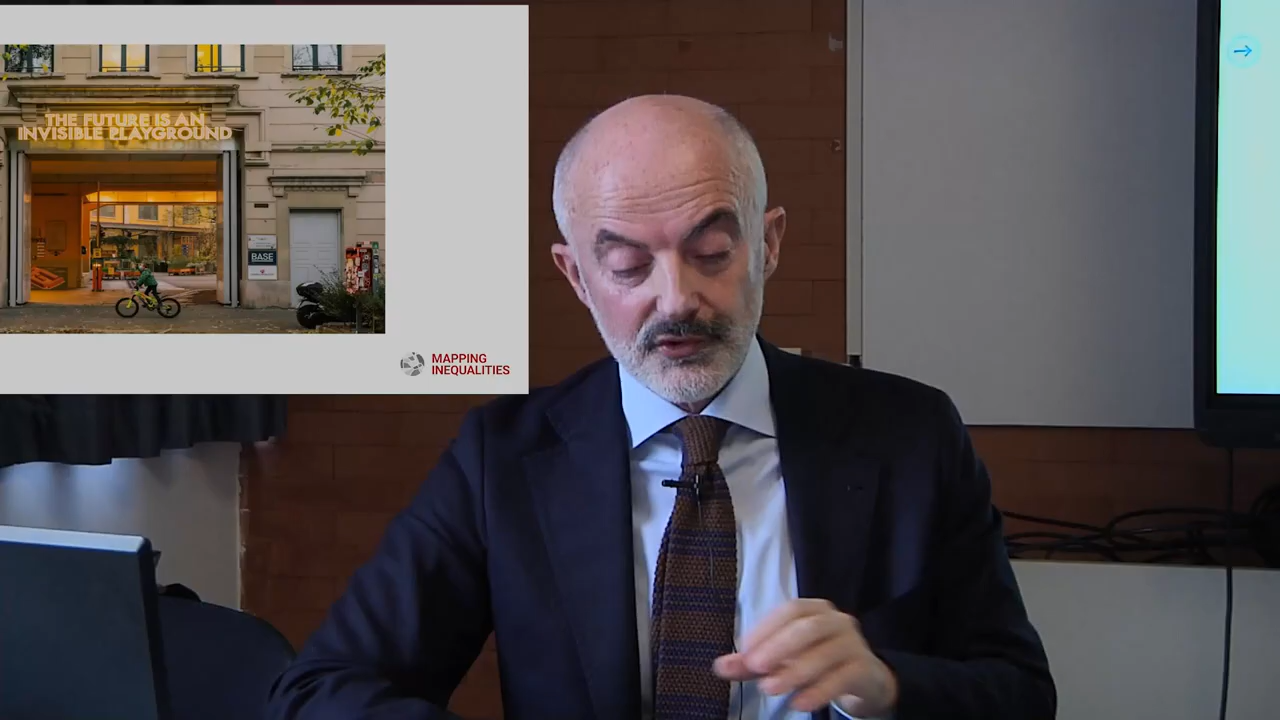 THE FUTURE IS AN
INVISIBLE PLAYGROUND
BASE
MAPPING
INEQUALITIES